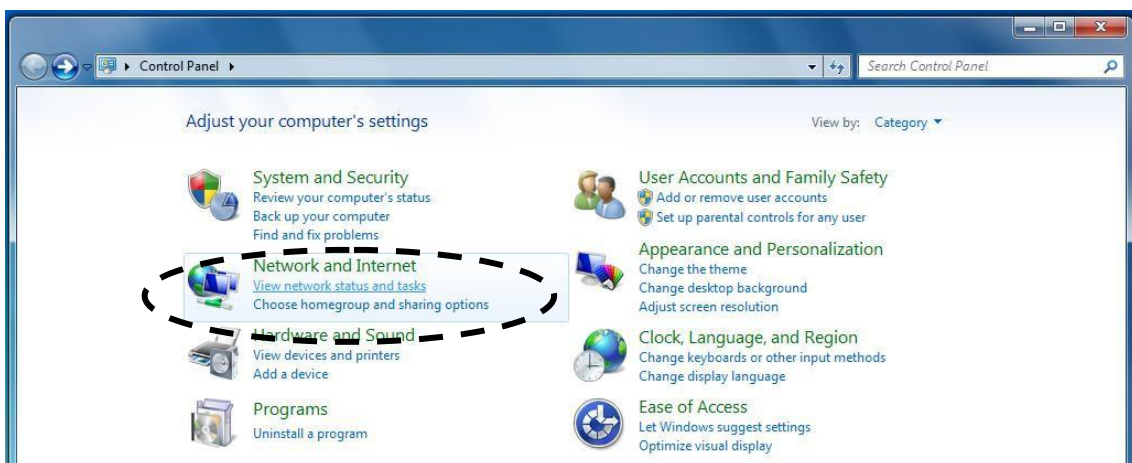 Control Panel
Search Control Panel
Adjust your computer's settings
View by: Category
System and Security
Review your computer's status
Back up your computer
Find and fix problems
Network and Internet
View network status and tasks
Choose homegroup and sharing options
Hardware and Sound
View devices and printers
Add a device
Programs
Uninstall a program
User Accounts and Family Safety
Add or remove user accounts
Set up parental controls for any user
Appearance and Personalization
Change the theme
Change desktop background
Adjust screen resolution
Clock, Language, and Region
Change keyboards or other input methods
Change display language
Ease of Access
Let Windows suggest settings
Optimize visual display